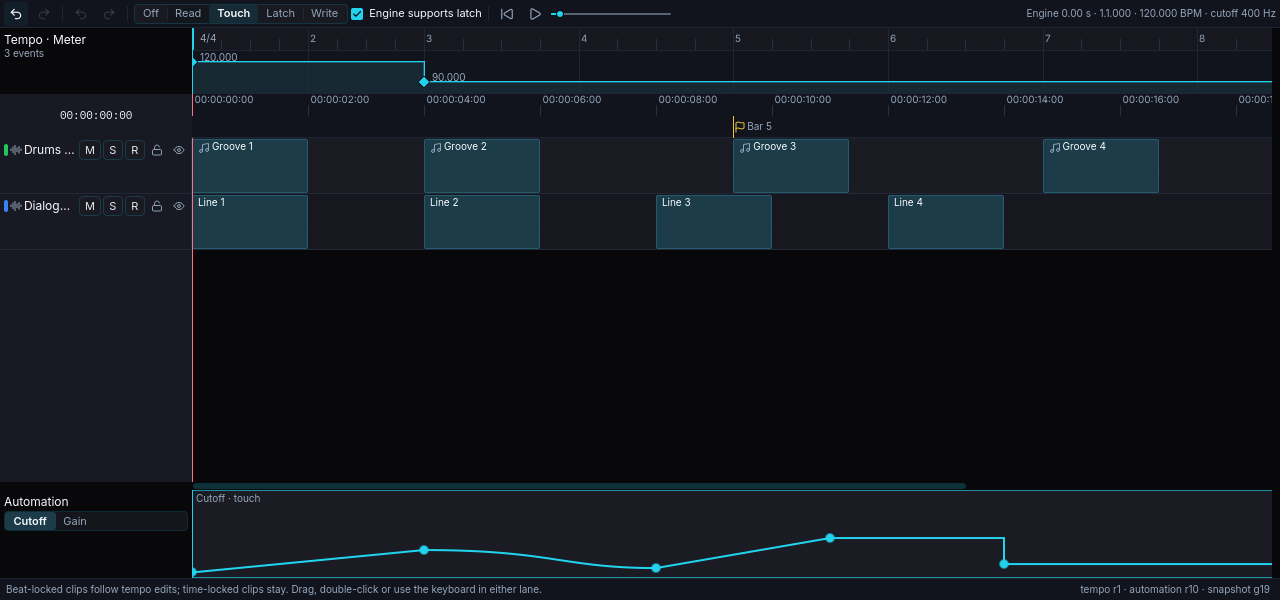 Off Read Touch Latch Write Engine supports latch Engine 0.00 s · 1.1.000 · 120.000 BPM · cutoff 400 Hz
Tempo · Meter
3 events
4/4 2 3 4 5 6 7 8
120.000
90.000
00:00:00:00 00:00:02:00 00:00:04:00 00:00:06:00 00:00:08:00 00:00:10:00 00:00:12:00 00:00:14:00 00:00:16:00 00:00:1
00:00:00:00
Bar 5
Drums ... M S R
Groove 1 Groove 2 Groove 3 Groove 4
Dialog... M S R
Line 1 Line 2 Line 3 Line 4
Automation
Cutoff Gain
Cutoff · touch
Beat-locked clips follow tempo edits; time-locked clips stay. Drag, double-click or use the keyboard in either lane. tempo r1 · automation r10 · snapshot g19